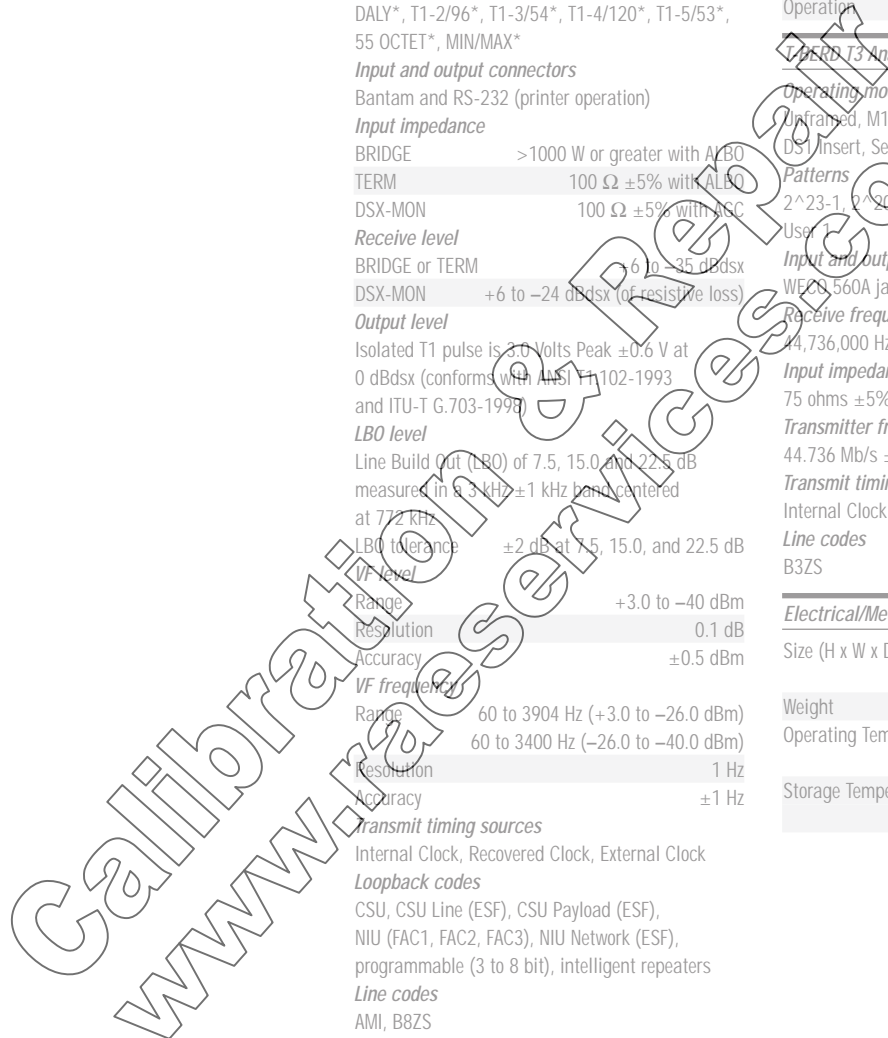 DALY*, T1-2/96*, T1-3/54*, T1-4/120*, T1-5/53*,
55 OCTET*, MIN/MAX*
Input and output connectors
Bantam and RS-232 (printer operation)
Input impedance
BRIDGE >1000 W or greater with ALBO
TERM 100 Ω ±5% with ALBO
DSX-MON 100 Ω ±5% with AGC
Receive level
BRIDGE or TERM +6 to –35 dBdsx
DSX-MON +6 to –24 dBdsx (of resistive loss)
Output level
Isolated T1 pulse is 3.0 Volts Peak ±0.6 V at
0 dBdsx (conforms with ANSI T1.102-1993
and ITU-T G.703-1998)
LBO level
Line Build Out (LBO) of 7.5, 15.0 and 22.5 dB
measured in a 3 kHz ±1 kHz band centered
at 772 kHz
LBO tolerance ±2 dB at 7.5, 15.0, and 22.5 dB
VF level
Range +3.0 to –40 dBm
Resolution 0.1 dB
Accuracy ±0.5 dBm
VF frequency
Range 60 to 3904 Hz (+3.0 to –26.0 dBm)
60 to 3400 Hz (–26.0 to –40.0 dBm)
Resolution 1 Hz
Accuracy ±1 Hz
Transmit timing sources
Internal Clock, Recovered Clock, External Clock
Loopback codes
CSU, CSU Line (ESF), CSU Payload (ESF),
NIU (FAC1, FAC2, FAC3), NIU Network (ESF),
programmable (3 to 8 bit), intelligent repeaters
Line codes
AMI, B8ZS
Operation
T-BERD T3 An
Operating mo
Unframed, M1
DS1 Insert, Se
Patterns
2^23-1, 2^20
User 1
Input and outp
WECO 560A ja
Receive frequ
44,736,000 Hz
Input impedan
75 ohms ±5%
Transmitter fr
44.736 Mb/s ±
Transmit timin
Internal Clock
Line codes
B3ZS
Electrical/Me
Size (H x W x D
Weight
Operating Tem
Storage Tempe
Calibration & Repair
www.raeservices.co